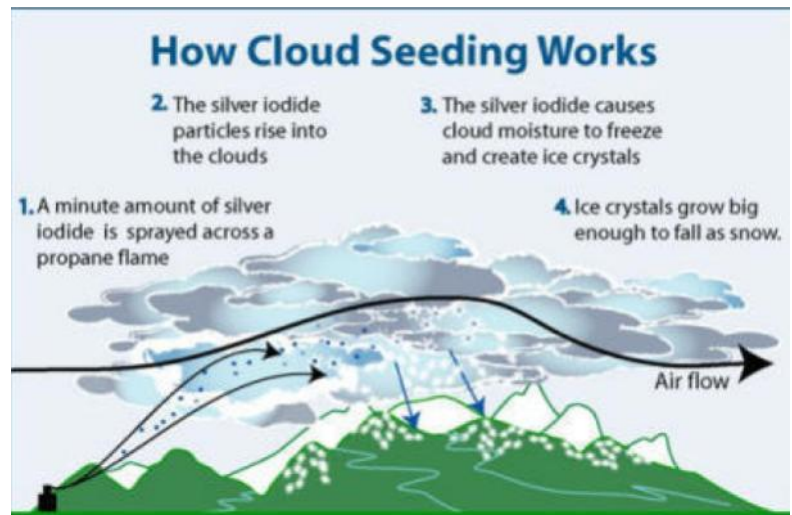 How Cloud Seeding Works
1. A minute amount of silver
iodide is sprayed across a
propane flame
2. The silver iodide
particles rise into
the clouds
3. The silver iodide causes
cloud moisture to freeze
and create ice crystals
4. Ice crystals grow big
enough to fall as snow.
Air flow